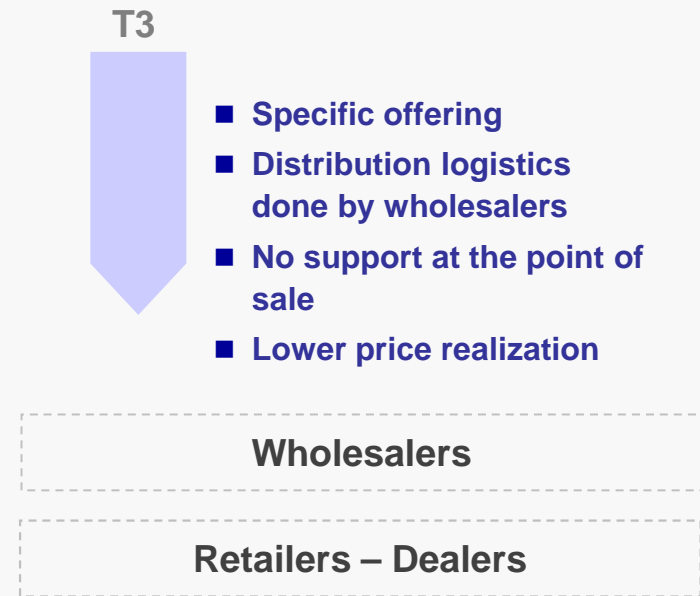 T3
Specific offering
Distribution logistics
done by wholesalers
No support at the point of
sale
Lower price realization
Wholesalers
Retailers – Dealers